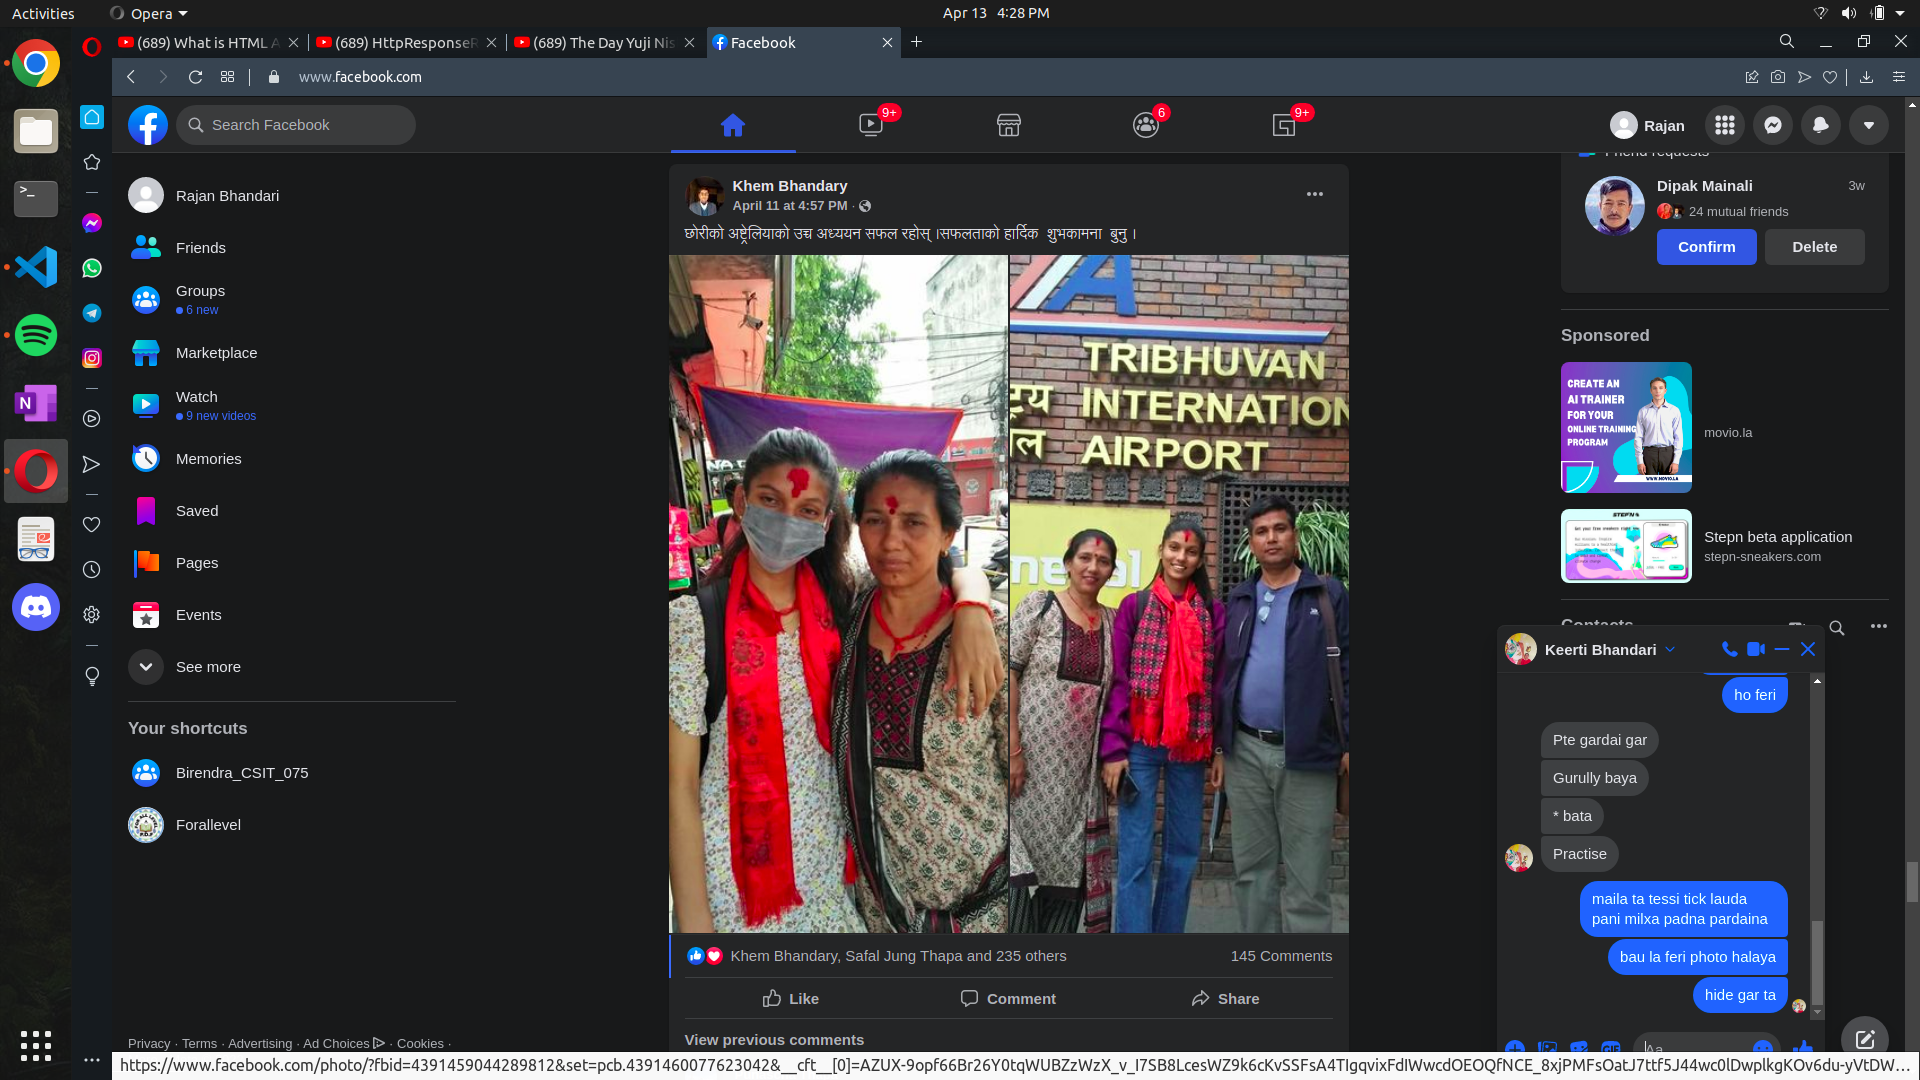 Activities
Opera
Apr 13 4:28 PM
(689) What is HTML A
(689) HttpResponseR
(689) The Day Yuji Nis
Facebook
www.facebook.com
Search Facebook
9+
6
9+
Rajan
Rajan Bhandari
Friends
Groups
6 new
Marketplace
Watch
9 new videos
Memories
Saved
Pages
Events
See more
Your shortcuts
Birendra_CSIT_075
Forallevel
Privacy · Terms · Advertising · Ad Choices · Cookies ·
Khem Bhandary
April 11 at 4:57 PM ·
छोरीको अष्ट्रेलियाको उच्च अध्ययन सफल रहोस् ।सफलताको हार्दिक शुभकामना बुनु ।
TRIBHUVAN
INTERNATION
AIRPORT
Khem Bhandary, Safal Jung Thapa and 235 others
145 Comments
Like
Comment
Share
View previous comments
Friend requests
Dipak Mainali
3w
24 mutual friends
Confirm
Delete
Sponsored
CREATE AN
AI TRAINER
FOR YOUR
ONLINE TRAINING
PROGRAM
WWW.MOVIO.LA
movio.la
STEPN
Stepn beta application
stepn-sneakers.com
Contacts
Keerti Bhandari
ho feri
Pte gardai gar
Gurully baya
* bata
Practise
maila ta tessi tick lauda
pani milxa padna pardaina
bau la feri photo halaya
hide gar ta
GIF
Aa
https://www.facebook.com/photo/?fbid=4391459044289812&set=pcb.4391460077623042&__cft__[0]=AZUX-9opf66Br26Y0tqWUBZzWzX_v_I7SB8LcesWZ9k6cKvSSFsA4TIgqvixFdIWwcdOEOQfNCE_8xjPMFsOatJ7ttf5J44wc0lDwplkgKOv6du-yVtDW…